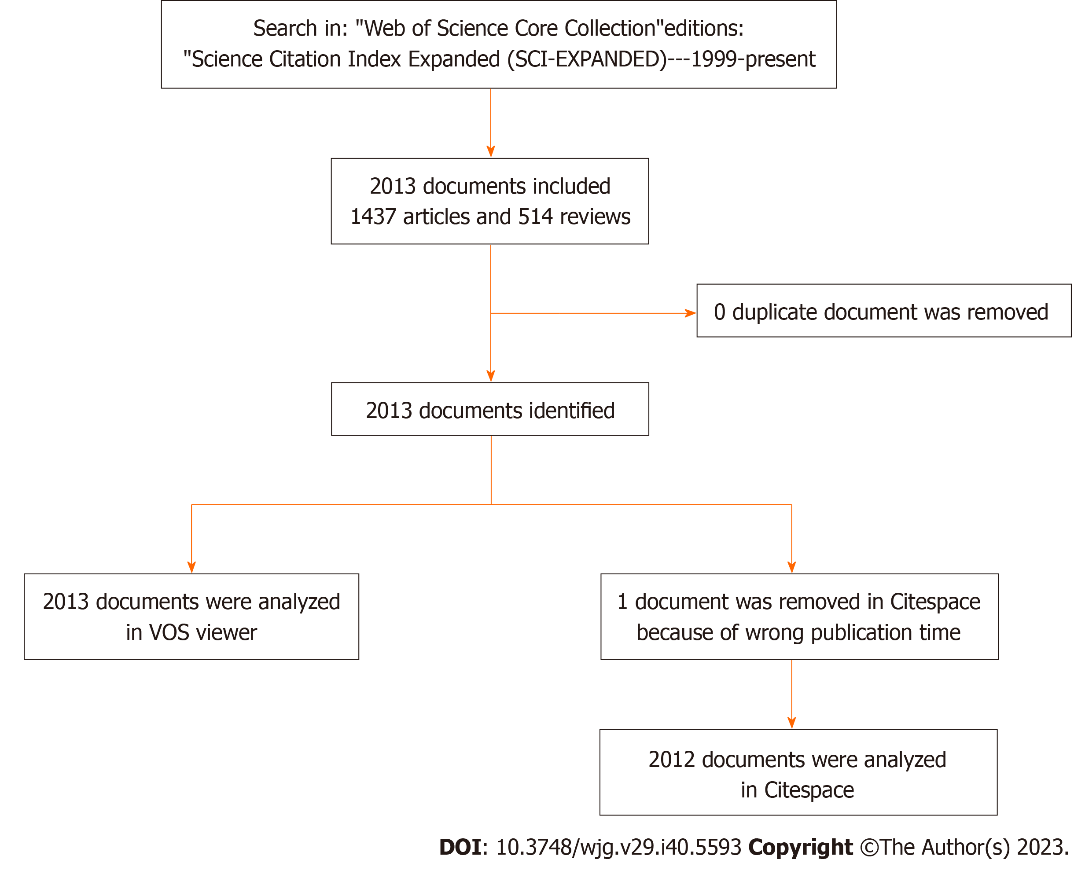 Search in: "Web of Science Core Collection"editions:
"Science Citation Index Expanded (SCI-EXPANDED)---1999-present
2013 documents included
1437 articles and 514 reviews
0 duplicate document was removed
2013 documents identified
2013 documents were analyzed
in VOS viewer
1 document was removed in Citespace
because of wrong publication time
2012 documents were analyzed
in Citespace
DOI: 10.3748/wjg.v29.i40.5593 Copyright ©The Author(s) 2023.